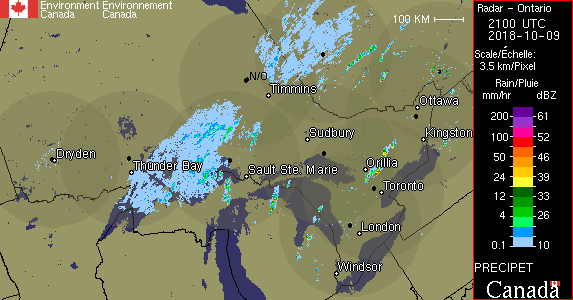 Environment Environnement
Canada Canada
100 KM
N/O
Timmins
Ottawa
Sudbury
Kingston
Dryden
Thunder Bay
Sault Ste. Marie
Orillia
Toronto
London
Windsor
Radar - Ontario
2100 UTC
2018-10-09
Scale/Échelle:
3.5 km/Pixel
Rain/Pluie
mm/hr dBZ
200 61
100 57
50 52
24 46
39
12 33
4 26
0.1 10
PRECIPET
Canada